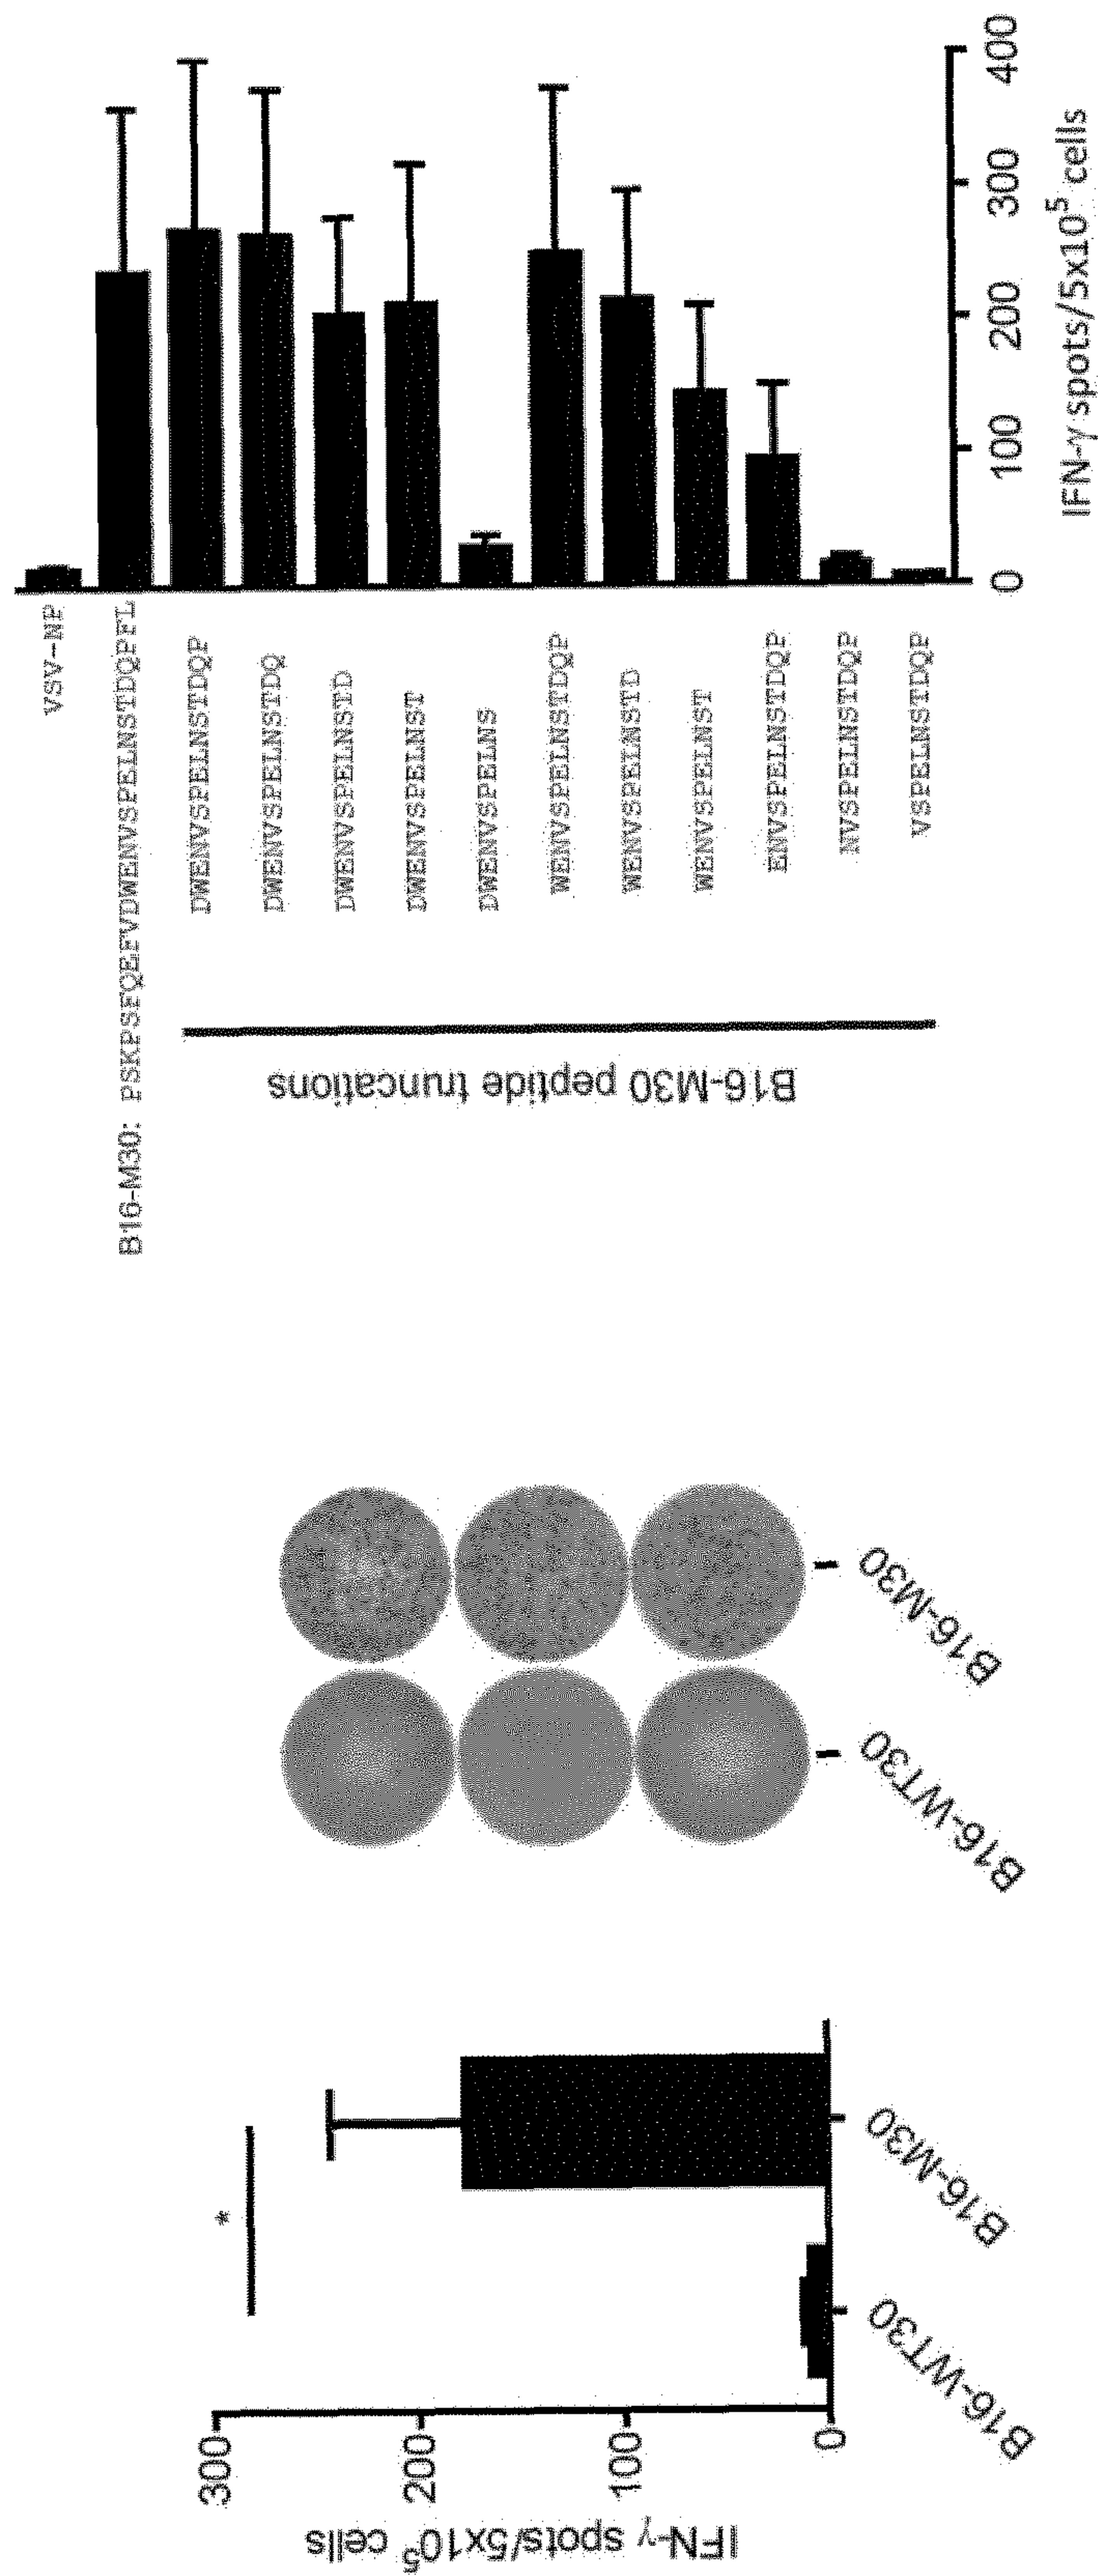 IFN-γ spots/5x10⁵ cells
300
200
100
0
B16-WT30
B16-M30
*
B16-WT30
B16-M30
VSV-NP
B16-M30: PSKPSFQEFVDWENVSPELNSTDQPFL
DWENVSPELNSTDQP
DWENVSPELNSTDQ
DWENVSPELNSTD
DWENVSPELNST
DWENVSPELNS
WENVSPELNSTDQP
WENVSPELNSTD
WENVSPELNST
ENVSPELNSTDQP
NVSPELNSTDQP
VSPELNSTDQP
B16-M30 peptide truncations
0
100
200
300
400
IFN-γ spots/5x10⁵ cells